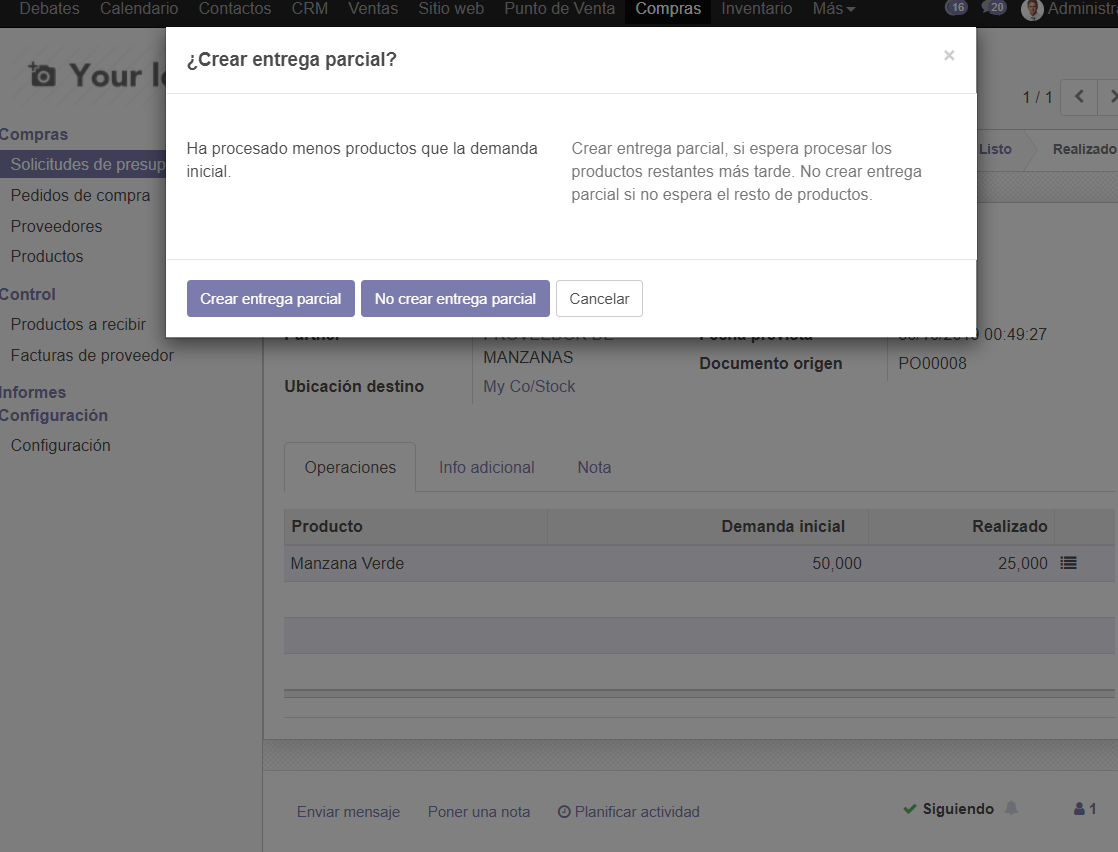 Debates Calendario Contactos CRM Ventas Sitio web Punto de Venta Compras Inventario Más 16 20 Administra
¿Crear entrega parcial? ×
Your lo
1 / 1
Compras
Ha procesado menos productos que la demanda
inicial.
Crear entrega parcial, si espera procesar los
productos restantes más tarde. No crear entrega
parcial si no espera el resto de productos.
Listo Realizado
Solicitudes de presup
Pedidos de compra
Proveedores
Productos
Control
Crear entrega parcial No crear entrega parcial Cancelar
Productos a recibir
Facturas de proveedor
Informes
Configuración
Configuración
Partner PROVEEDOR DE
MANZANAS
Fecha prevista 00:49:27
Documento origen PO00008
Ubicación destino My Co/Stock
Operaciones Info adicional Nota
Producto Demanda inicial Realizado
Manzana Verde 50,000 25,000
Enviar mensaje Poner una nota Planificar actividad Siguiendo 1